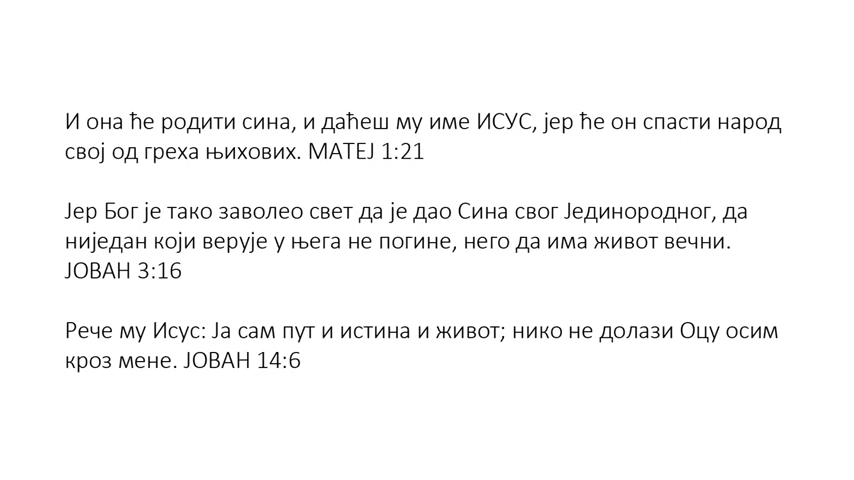 И она ће родити сина, и даћеш му име ИСУС, јер ће он спасти народ
свој од греха њихових. МАТЕЈ 1:21
Јер Бог је тако заволео свет да је дао Сина свог Јединородног, да
ниједан који верује у њега не погине, него да има живот вечни.
ЈОВАН 3:16
Рече му Исус: Ја сам пут и истина и живот; нико не долази Оцу осим
кроз мене. ЈОВАН 14:6